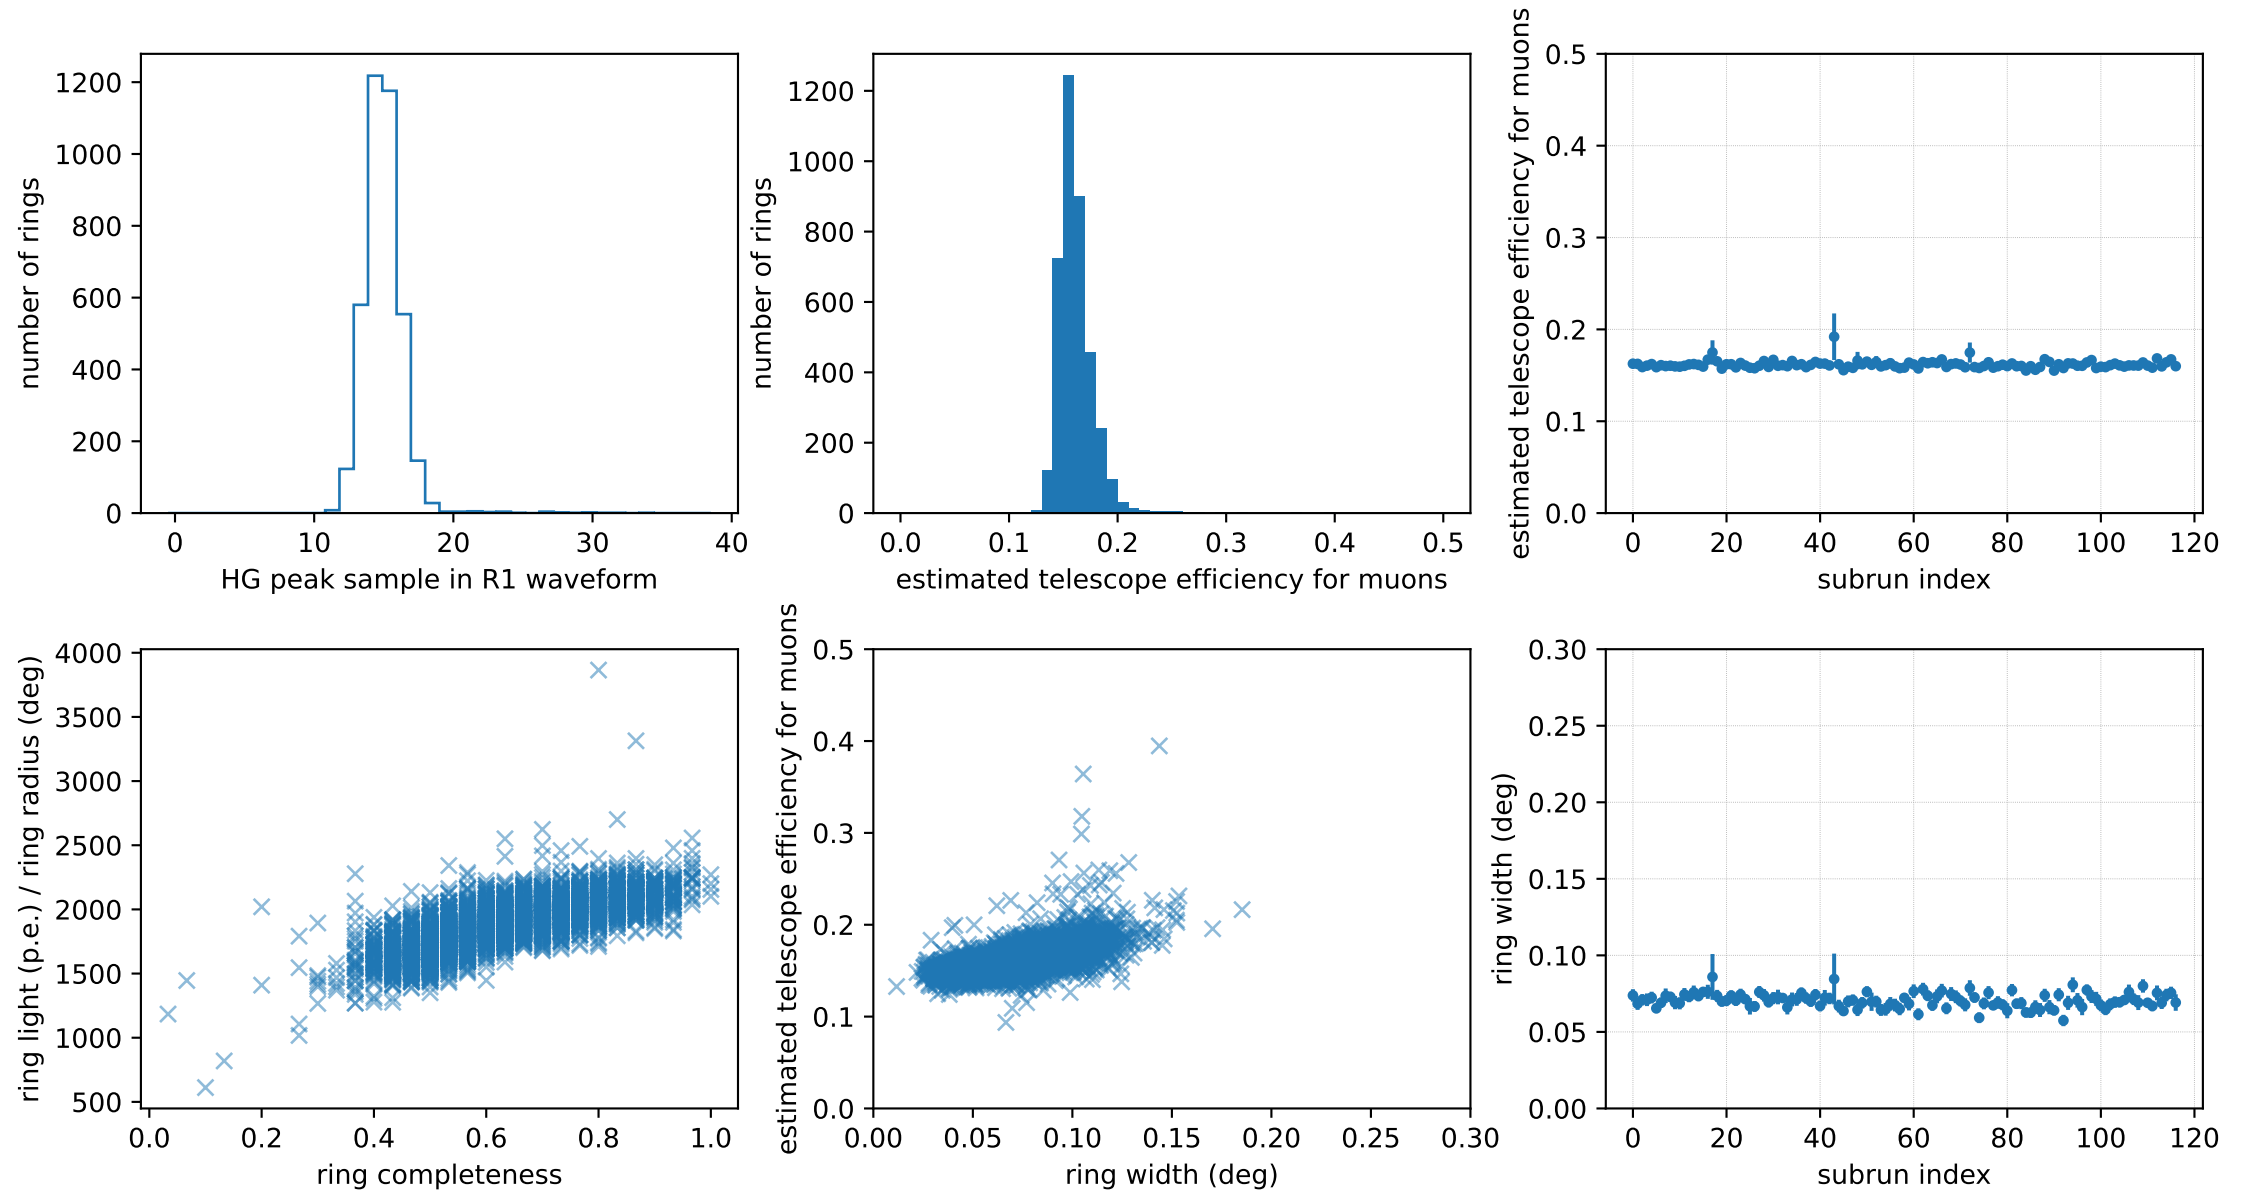 number of rings
0
200
400
600
800
1000
1200
0 10 20 30 40
HG peak sample in R1 waveform
number of rings
0
200
400
600
800
1000
1200
0.0 0.1 0.2 0.3 0.4 0.5
estimated telescope efficiency for muons
estimated telescope efficiency for muons
0.0
0.1
0.2
0.3
0.4
0.5
0 20 40 60 80 100 120
subrun index
ring light (p.e.) / ring radius (deg)
500
1000
1500
2000
2500
3000
3500
4000
0.0 0.2 0.4 0.6 0.8 1.0
ring completeness
estimated telescope efficiency for muons
0.0
0.1
0.2
0.3
0.4
0.5
0.00 0.05 0.10 0.15 0.20 0.25 0.30
ring width (deg)
ring width (deg)
0.00
0.05
0.10
0.15
0.20
0.25
0.30
0 20 40 60 80 100 120
subrun index